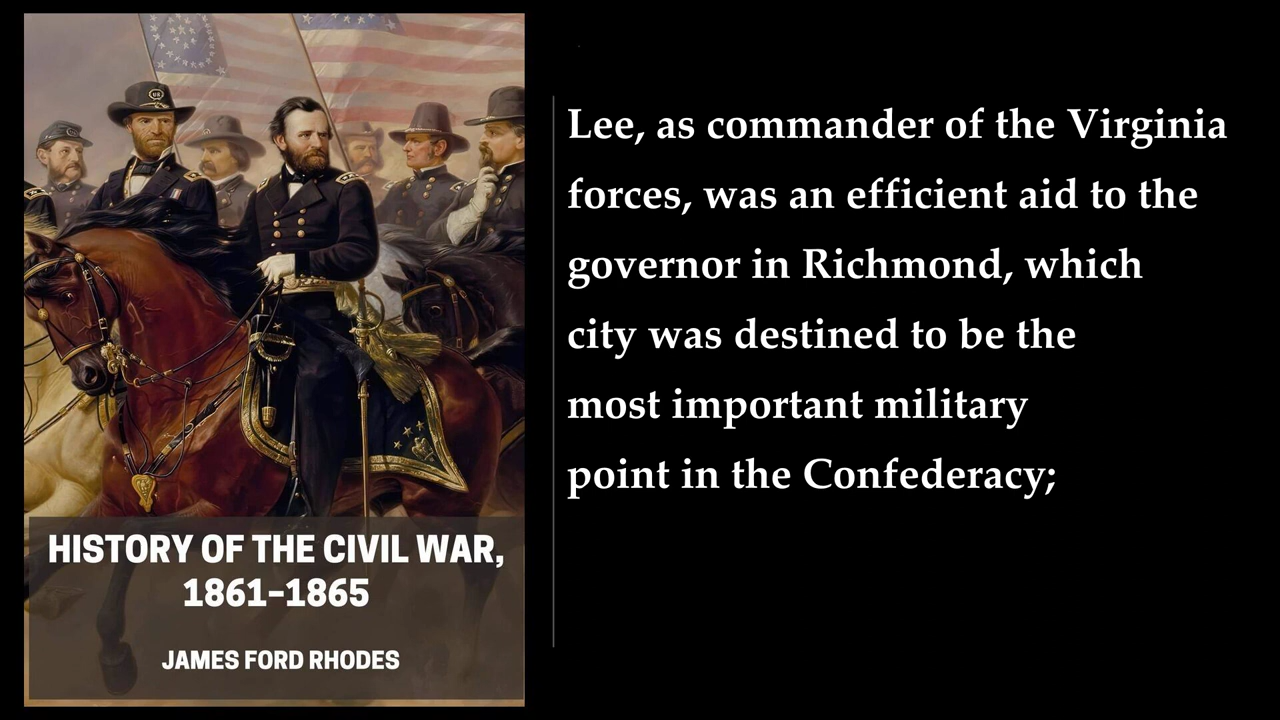 HISTORY OF THE CIVIL WAR,
1861–1865
JAMES FORD RHODES
Lee, as commander of the Virginia
forces, was an efficient aid to the
governor in Richmond, which
city was destined to be the
most important military
point in the Confederacy;